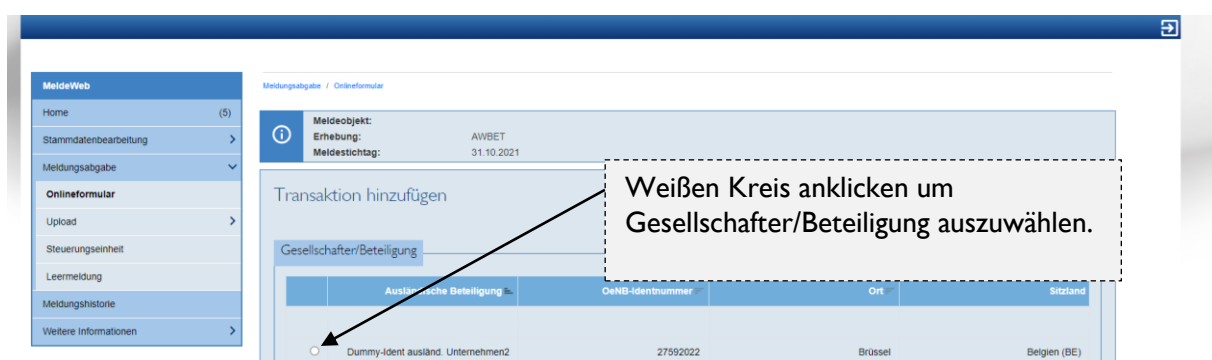 MeldeWeb
Home (5)
Stammdatenbearbeitung
Meldungsabgabe
Onlineformular
Upload
Steuerungseinheit
Leermeldung
Meldungshistorie
Weitere Informationen
Meldungsabgabe / Onlineformular
Meldeobjekt:
Erhebung: AWBET
Meldestichtag: 31.10.2021
Transaktion hinzufügen
Weißen Kreis anklicken um
Gesellschafter/Beteiligung auszuwählen.
Gesellschafter/Beteiligung
Ausländische Beteiligung OeNB-Identnummer Ort Sitzland
Dummy-Ident ausländ. Unternehmen2 27592022 Brüssel Belgien (BE)